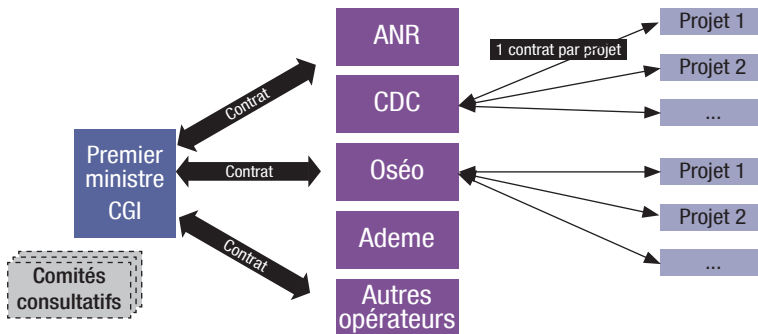 Premier
ministre
CGI
Comités
consultatifs
Contrat
Contrat
Contrat
ANR
CDC
Oséo
Ademe
Autres
opérateurs
1 contrat par projet
Projet 1
Projet 2
...
Projet 1
Projet 2
...